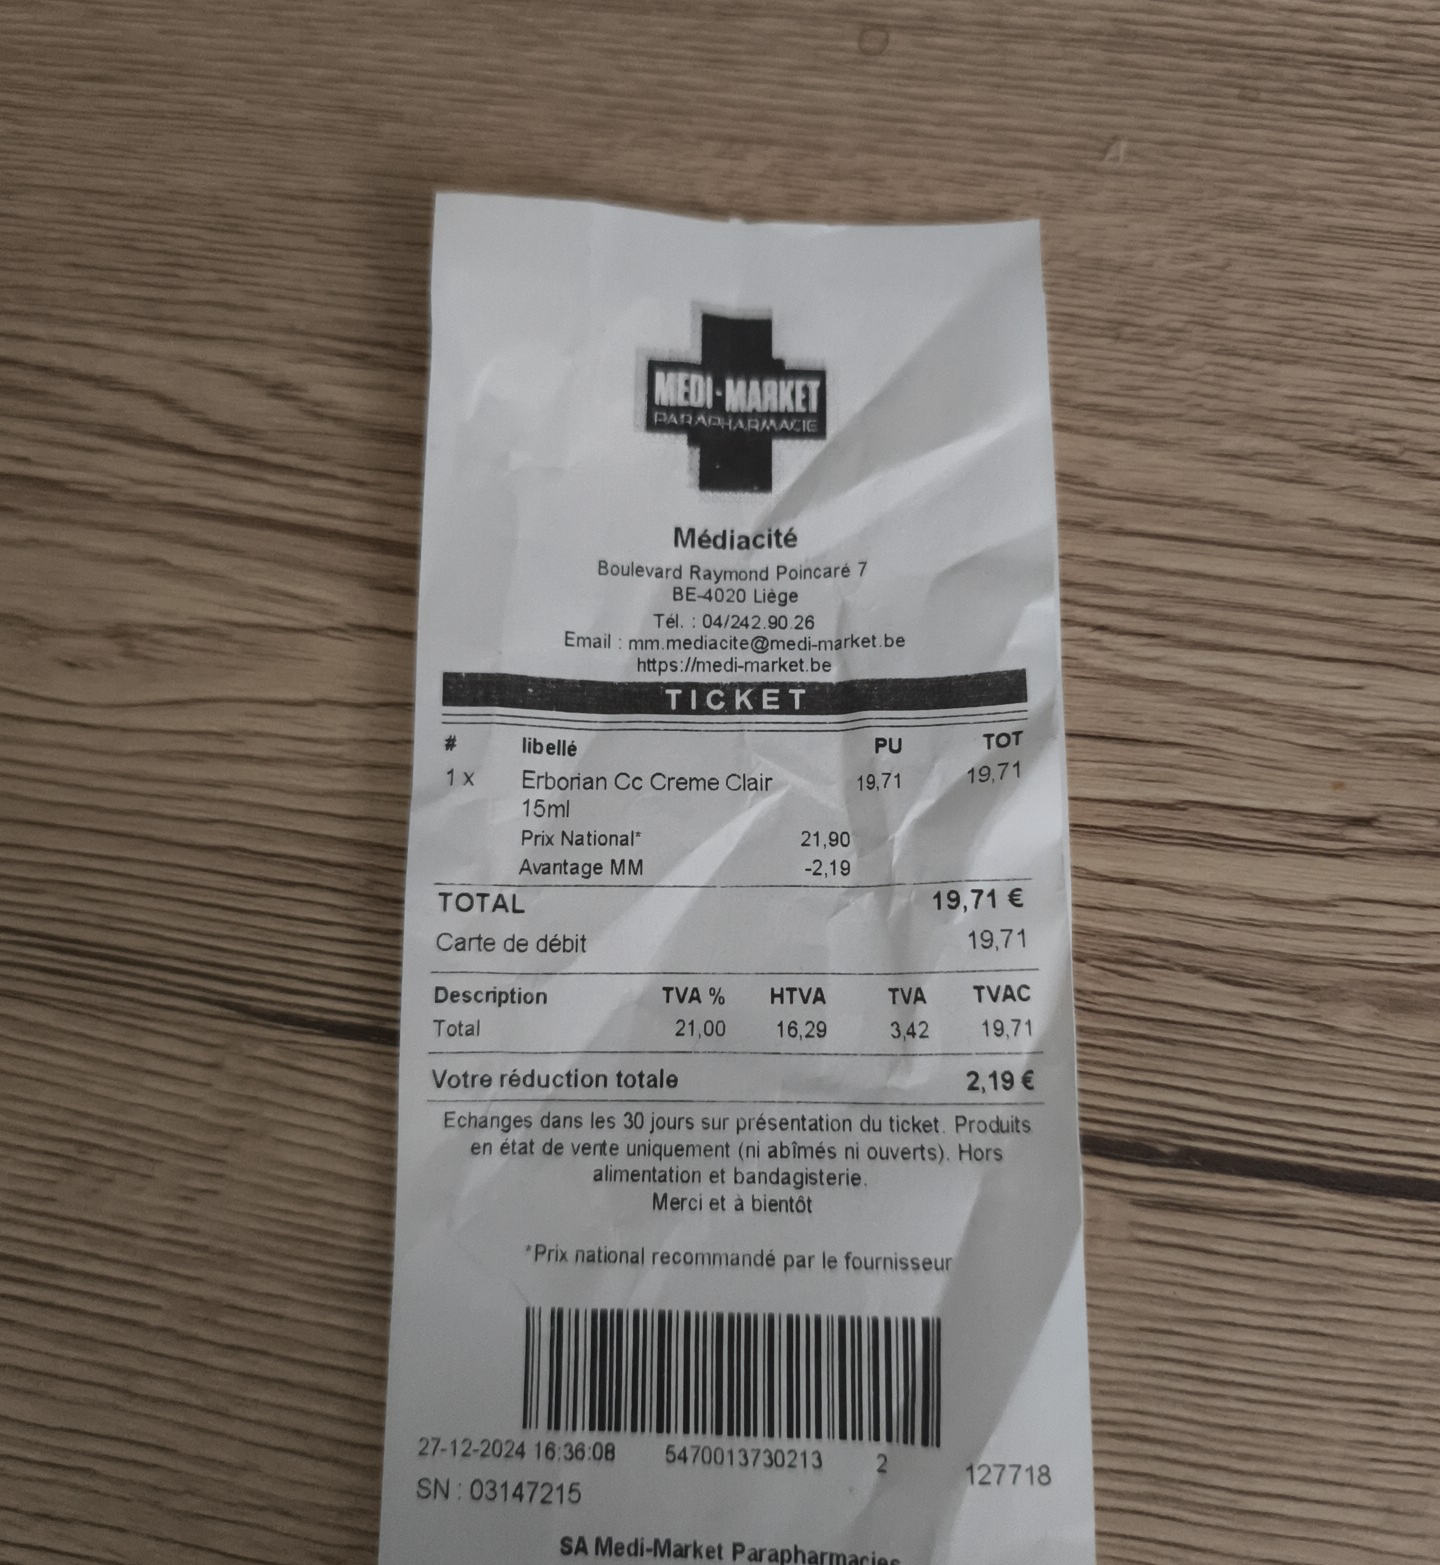 MEDI-MARKET
PARAPHARMACIE
Médiacité
Boulevard Raymond Poincaré 7
BE-4020 Liège
Tél. : 04/242.90.26
Email : mm.mediacite@medi-market.be
https://medi-market.be
TICKET
# libellé PU TOT
1 x Erborian Cc Creme Clair 19,71 19,71
15ml
Prix National* 21,90
Avantage MM -2,19
TOTAL 19,71 €
Carte de débit 19,71
Description TVA % HTVA TVA TVAC
Total 21,00 16,29 3,42 19,71
Votre réduction totale 2,19 €
Echanges dans les 30 jours sur présentation du ticket. Produits
en état de vente uniquement (ni abîmés ni ouverts). Hors
alimentation et bandagisterie.
Merci et à bientôt
*Prix national recommandé par le fournisseur
27-12-2024 16:36:08 5470013730213 2 127718
SN : 03147215
SA Medi-Market Parapharmacies